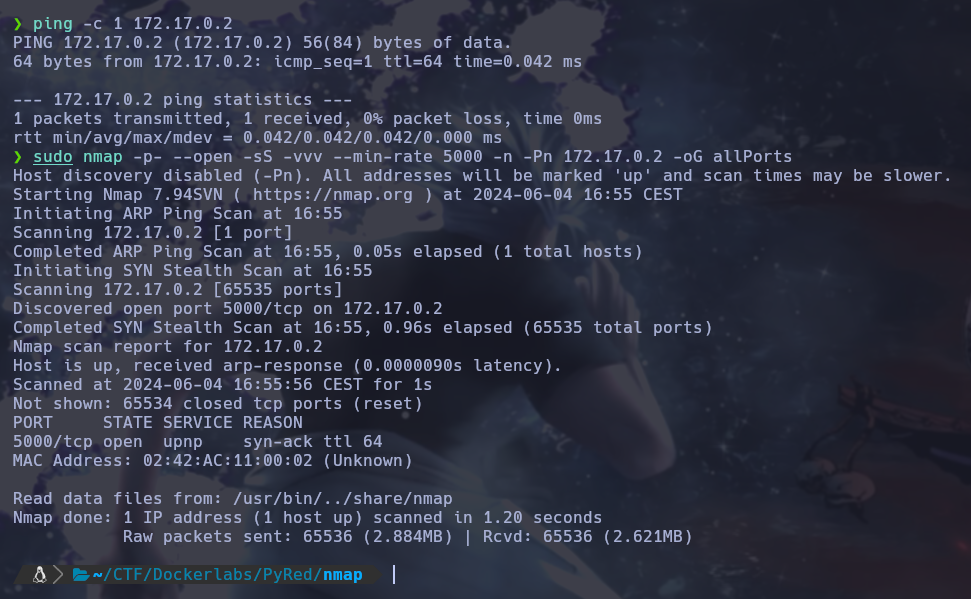 ❯ ping -c 1 172.17.0.2
PING 172.17.0.2 (172.17.0.2) 56(84) bytes of data.
64 bytes from 172.17.0.2: icmp_seq=1 ttl=64 time=0.042 ms
--- 172.17.0.2 ping statistics ---
1 packets transmitted, 1 received, 0% packet loss, time 0ms
rtt min/avg/max/mdev = 0.042/0.042/0.042/0.000 ms
❯ sudo nmap -p- --open -sS -vvv --min-rate 5000 -n -Pn 172.17.0.2 -oG allPorts
Host discovery disabled (-Pn). All addresses will be marked 'up' and scan times may be slower.
Starting Nmap 7.94SVN ( https://nmap.org ) at 2024-06-04 16:55 CEST
Initiating ARP Ping Scan at 16:55
Scanning 172.17.0.2 [1 port]
Completed ARP Ping Scan at 16:55, 0.05s elapsed (1 total hosts)
Initiating SYN Stealth Scan at 16:55
Scanning 172.17.0.2 [65535 ports]
Discovered open port 5000/tcp on 172.17.0.2
Completed SYN Stealth Scan at 16:55, 0.96s elapsed (65535 total ports)
Nmap scan report for 172.17.0.2
Host is up, received arp-response (0.0000090s latency).
Scanned at 2024-06-04 16:55:56 CEST for 1s
Not shown: 65534 closed tcp ports (reset)
PORT     STATE SERVICE REASON
5000/tcp open  upnp    syn-ack ttl 64
MAC Address: 02:42:AC:11:00:02 (Unknown)
Read data files from: /usr/bin/../share/nmap
Nmap done: 1 IP address (1 host up) scanned in 1.20 seconds
           Raw packets sent: 65536 (2.884MB) | Rcvd: 65536 (2.621MB)
~/CTF/Dockerlabs/PyRed/nmap